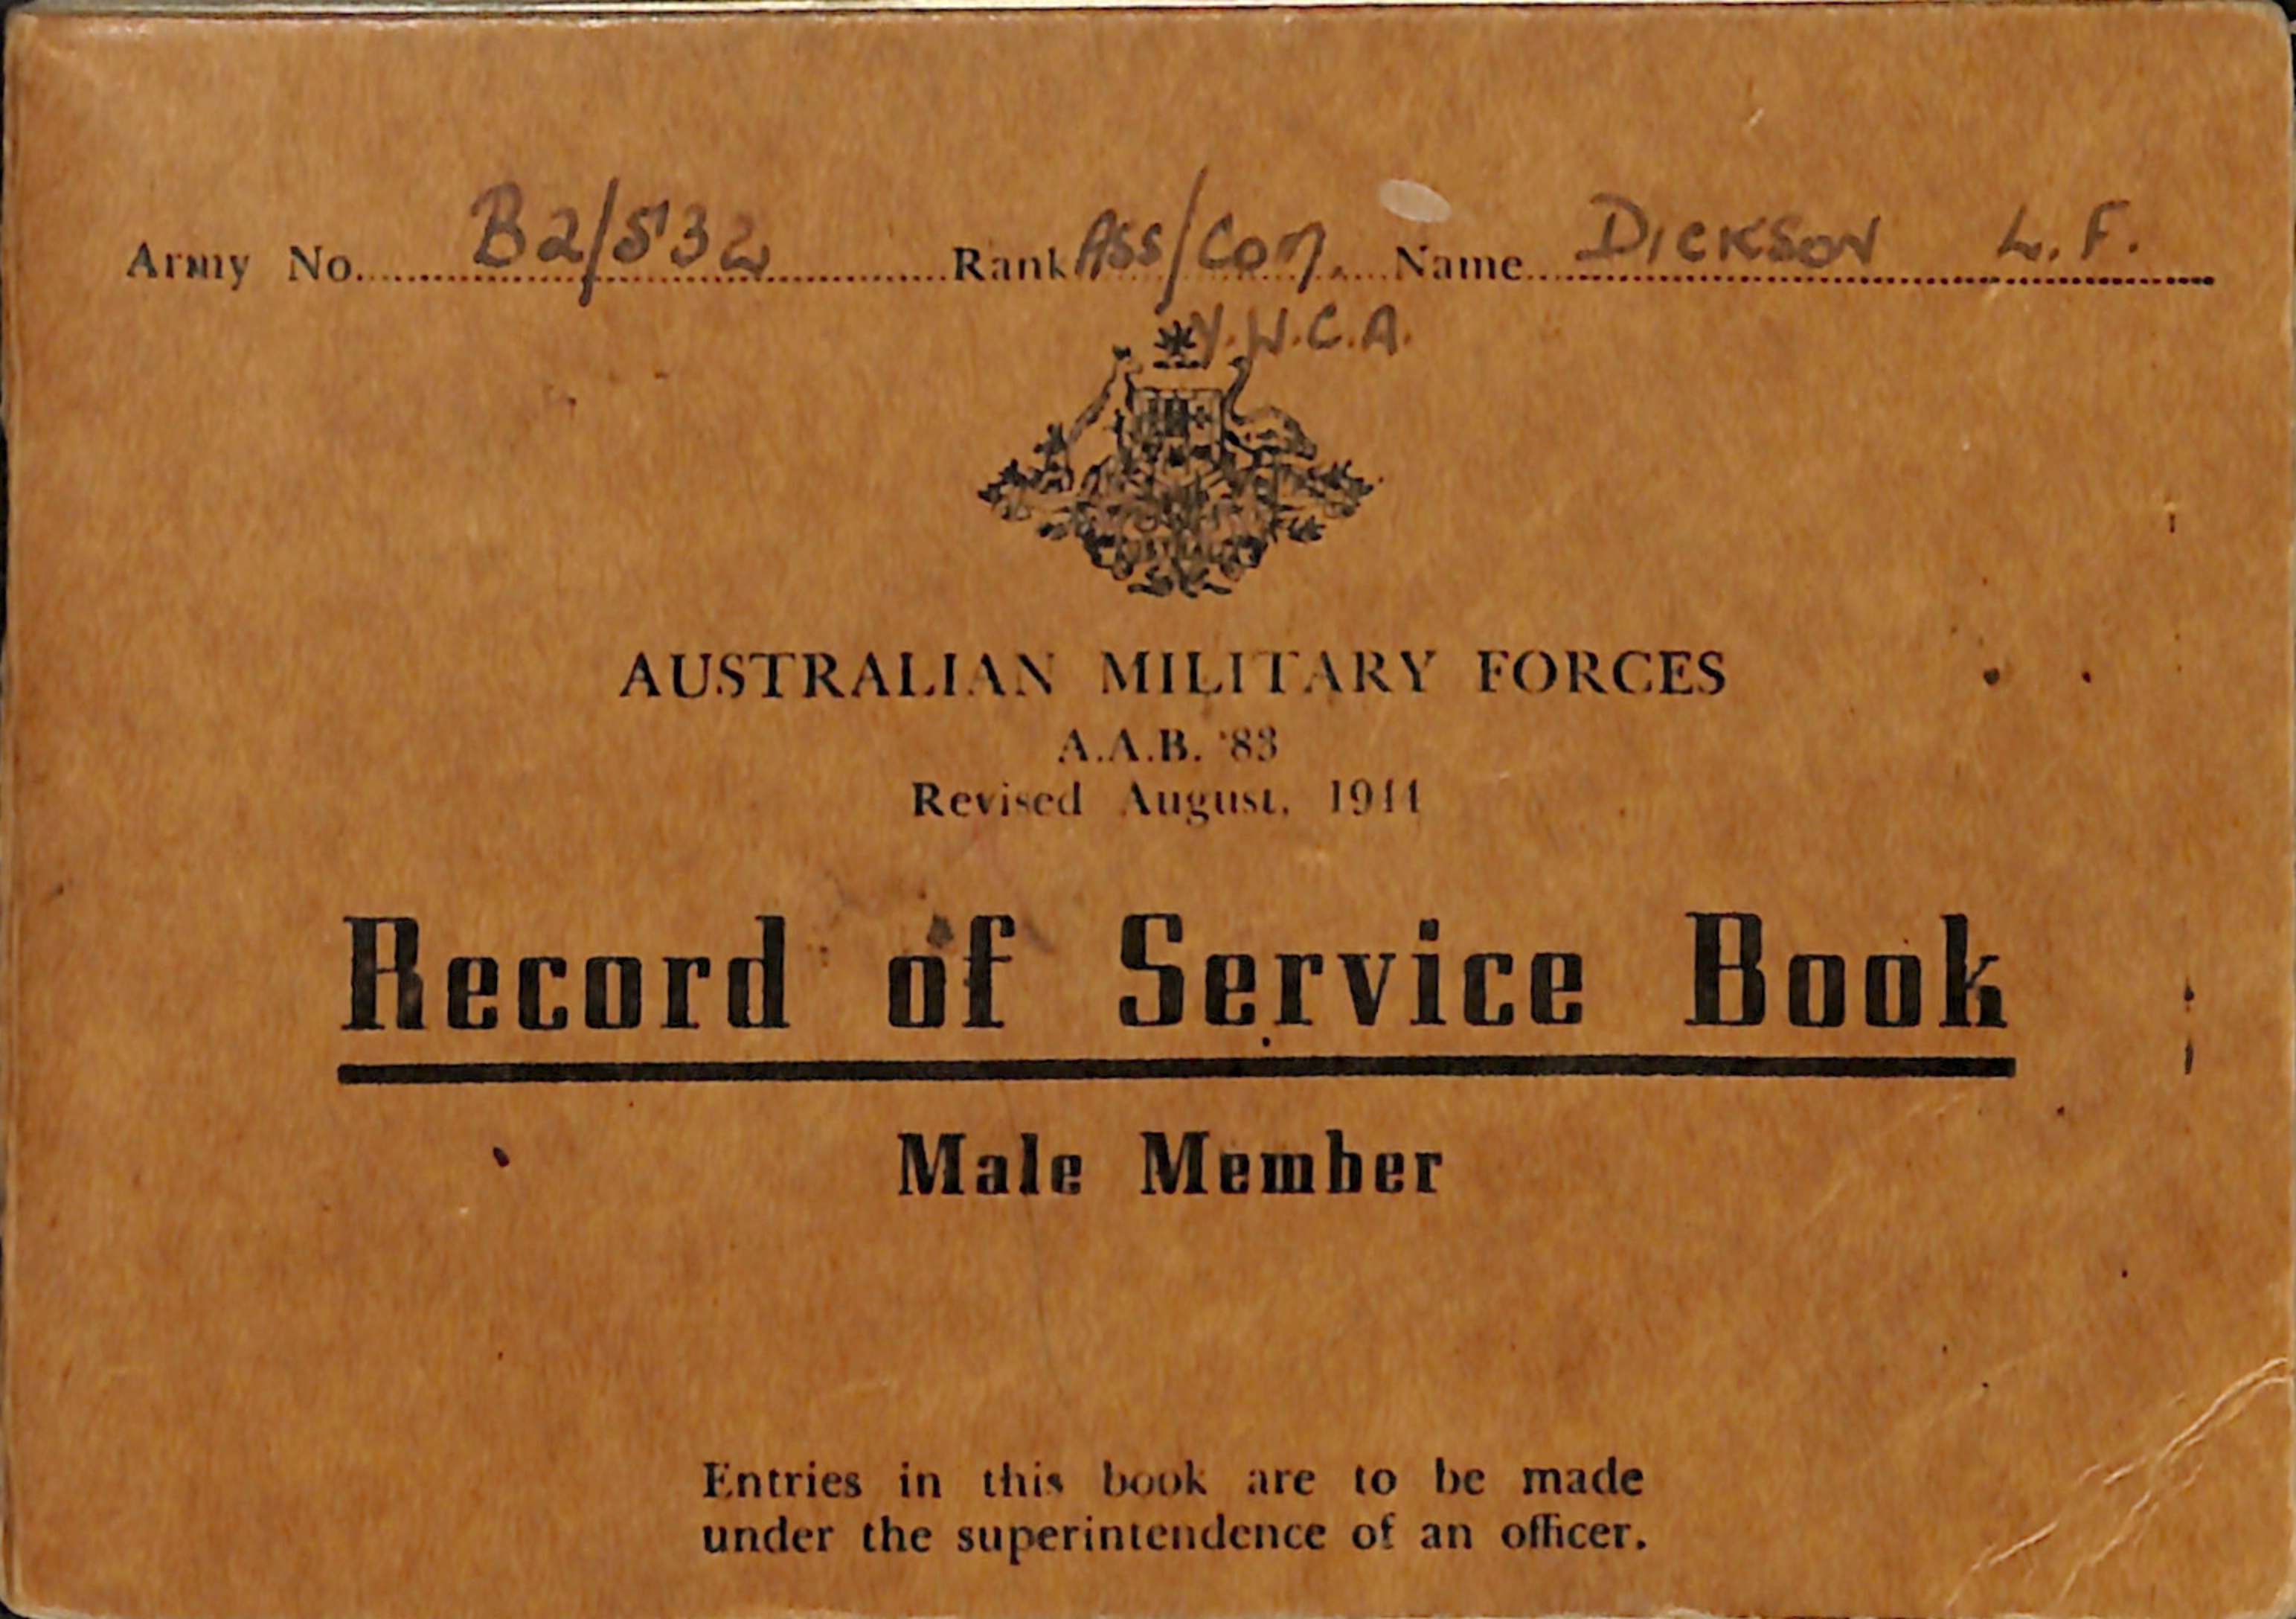 Army No. B2/532 Rank Ass/Com. Name DICKSON L.F.
Y.W.C.A.
AUSTRALIAN MILITARY FORCES
A.A.B. 83
Revised August, 1944
Record of Service Book
Male Member
Entries in this book are to be made
under the superintendence of an officer.